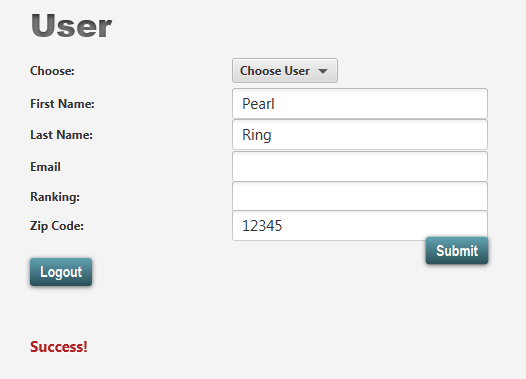 User
Choose: Choose User
First Name: Pearl
Last Name: Ring
Email
Ranking:
Zip Code: 12345
Submit
Logout
Success!